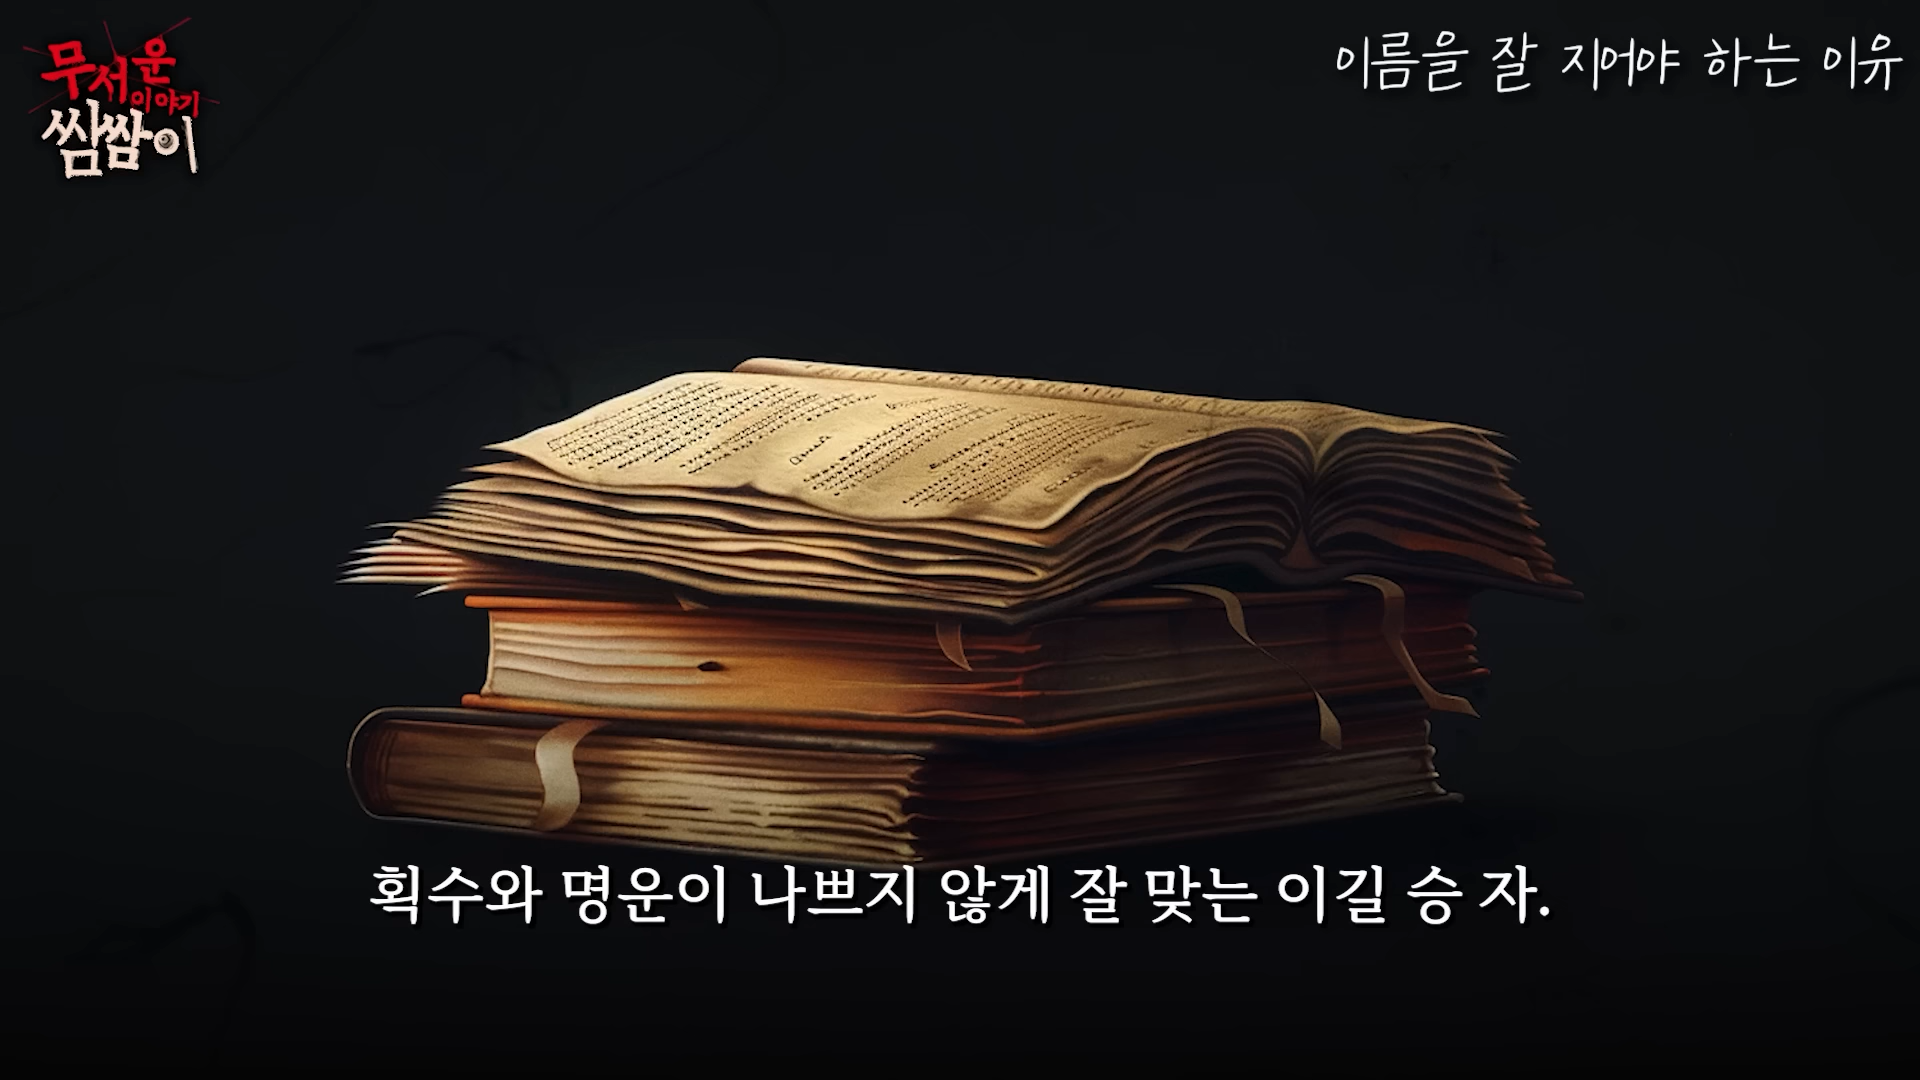 무서운
이야기
씸쌈이
이름을 잘 지어야 하는 이유
획수와 명운이 나쁘지 않게 잘 맞는 이길 승 자.